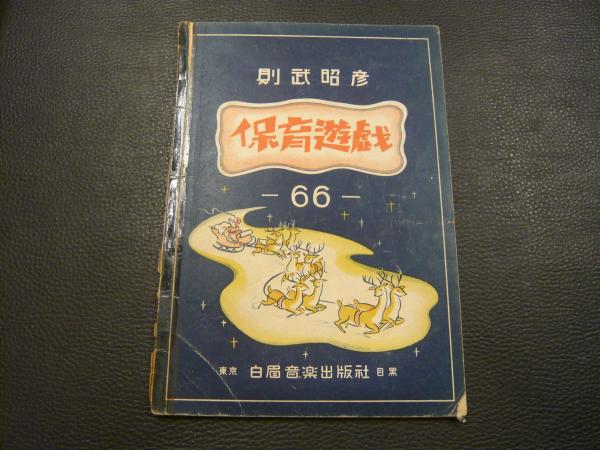 則武昭彦
保育遊戯
－66－
東京 白眉音楽出版社 目黒